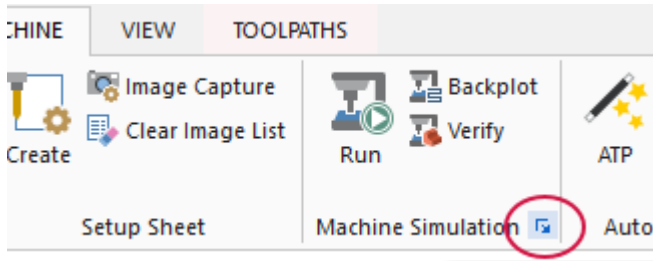 CHINE VIEW TOOLPATHS
Image Capture Backplot
Clear Image List Verify
Create Run ATP
Setup Sheet Machine Simulation Auto